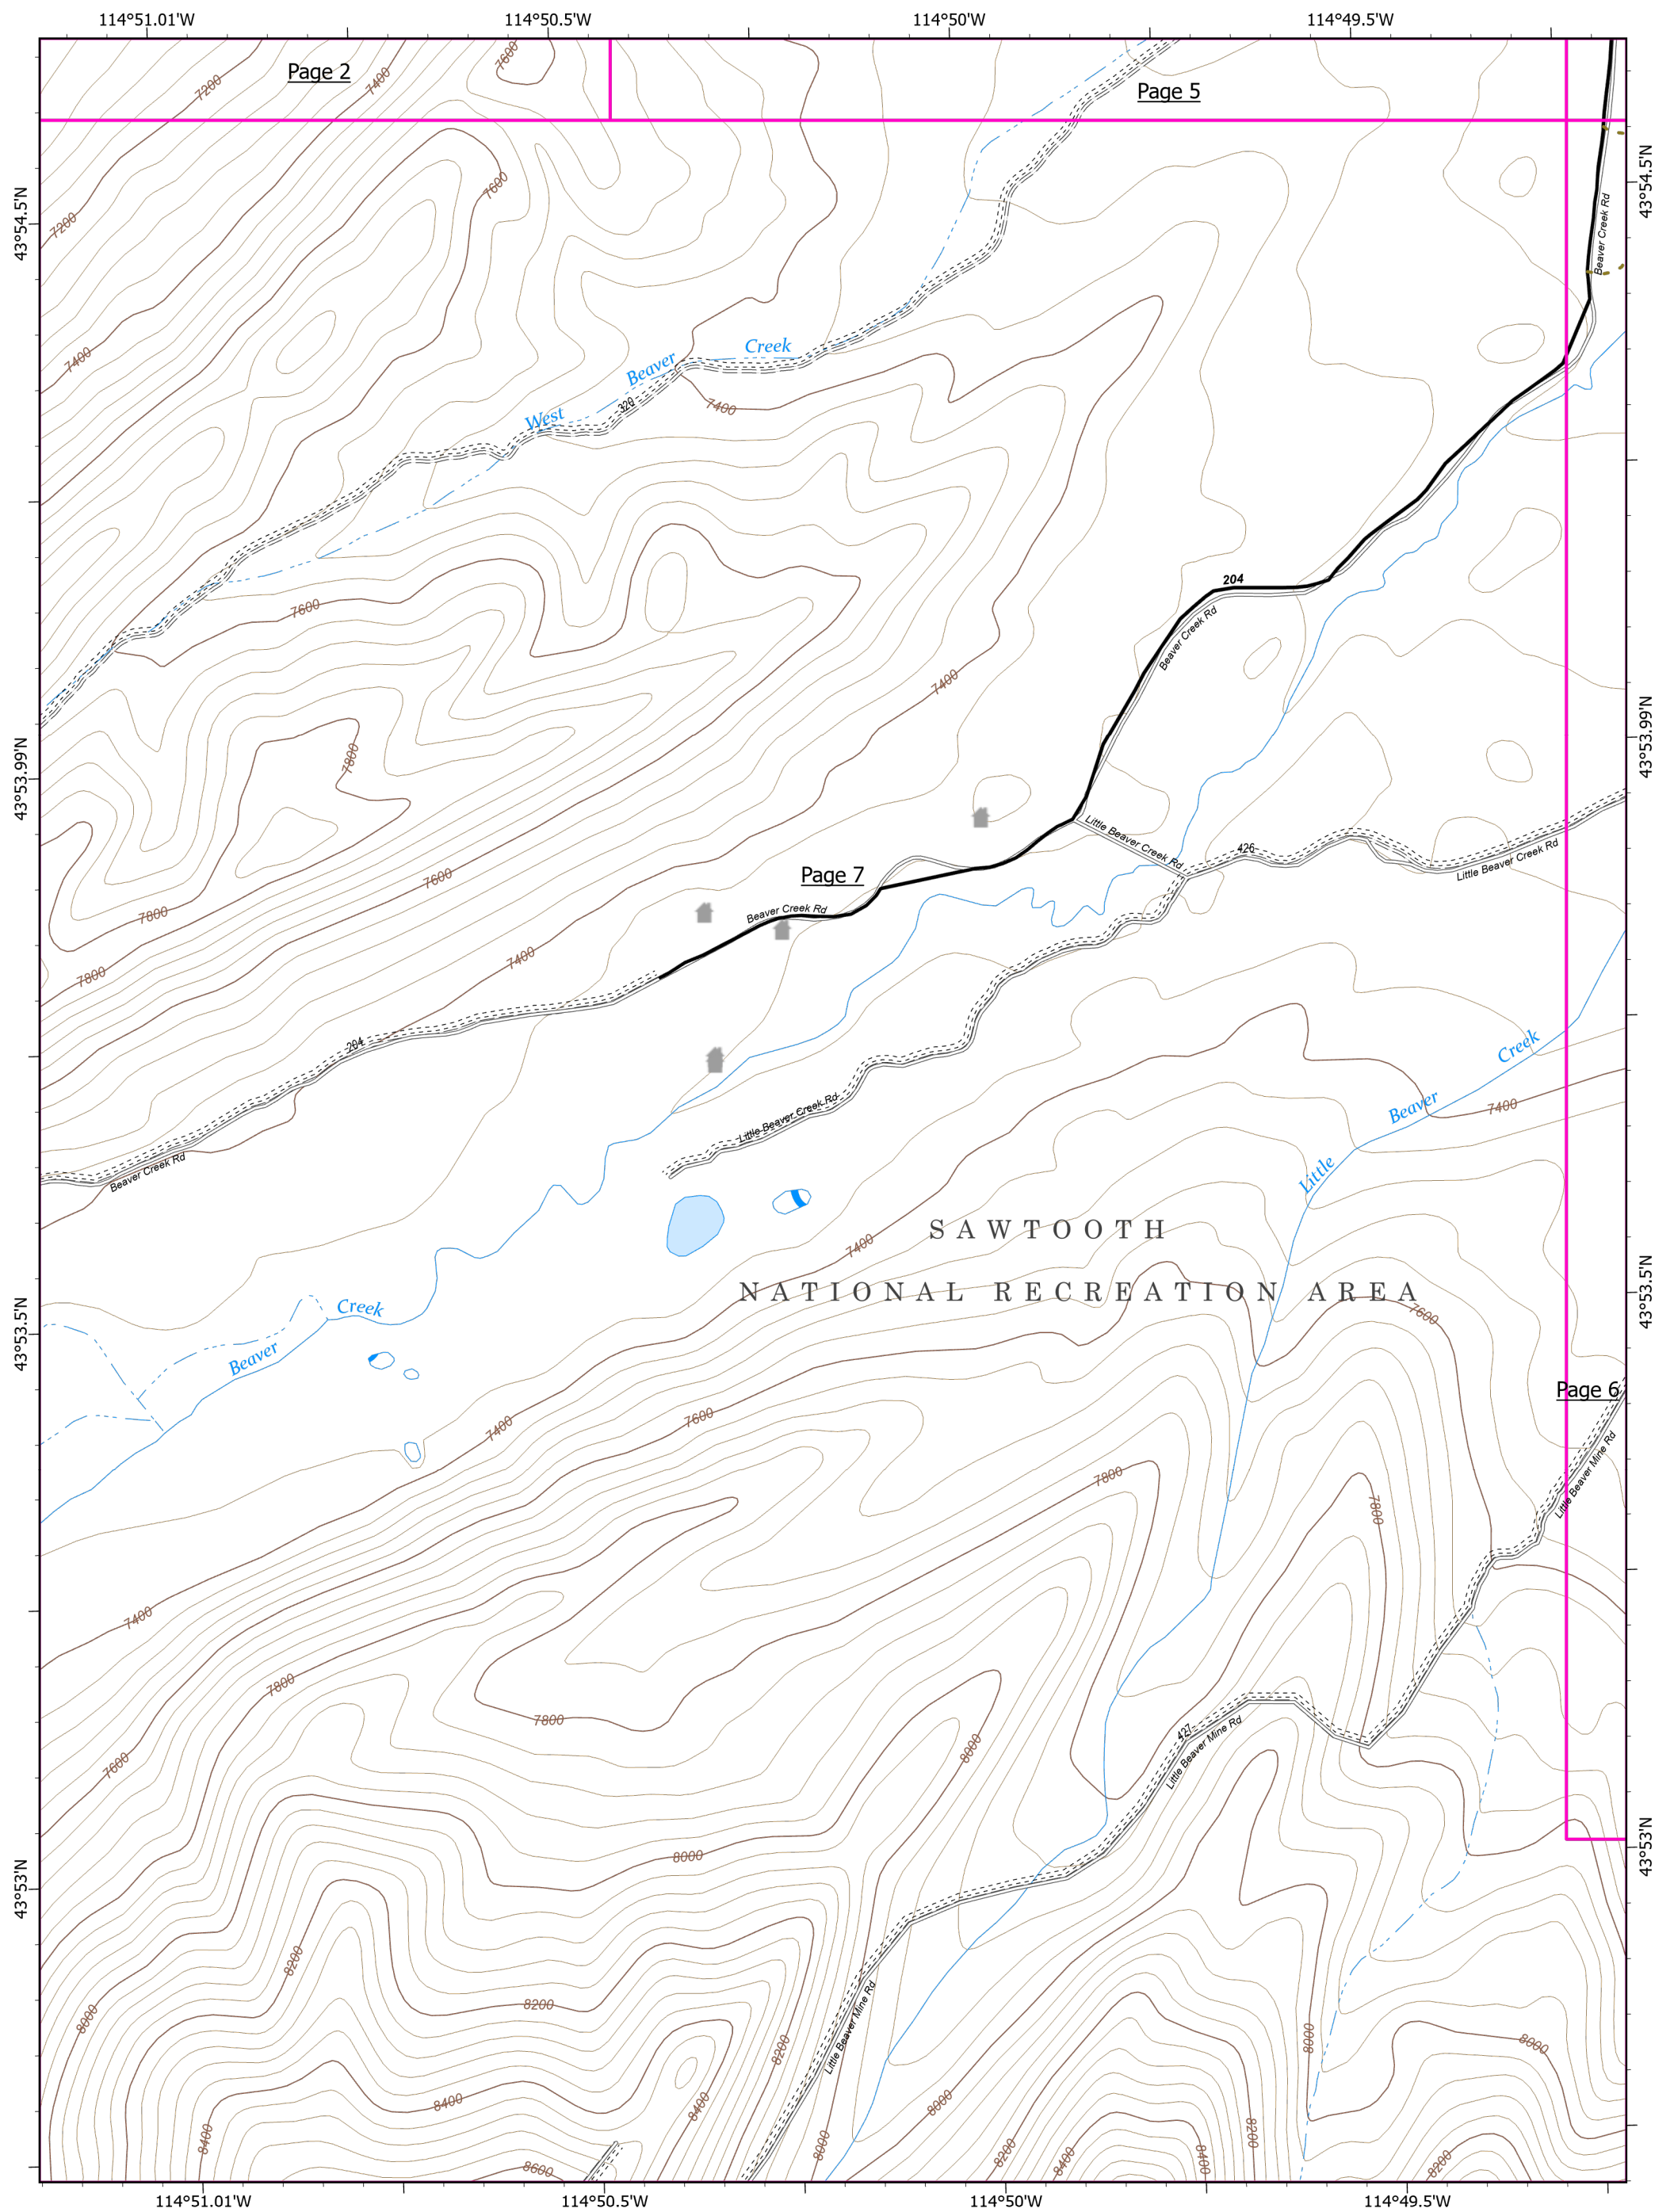 114°51.01'W 114°50.5'W 114°50'W 114°49.5'W
7600
Page 2
7200
7400
Page 5
43°54.5'N
43°54.5'N
7600
7200
Beaver Creek Rd
7400
Creek
Beaver
West
320
7400
204
Beaver Creek Rd
7600
7400
7800
43°53.99'N
43°53.99'N
Little Beaver Creek Rd
426
Little Beaver Creek Rd
Page 7
7600
7800
Beaver Creek Rd
7400
7800
204
Creek
Beaver
7400
Little Beaver Creek Rd
Beaver Creek Rd
Little
SAWTOOTH
7400
NATIONAL RECREATION AREA
43°53.5'N
43°53.5'N
Creek
7600
Beaver
Page 6
7400
7600
Little Beaver Mine Rd
7800
7800
7400
7800
7800
427
Little Beaver Mine Rd
8000
7600
8000
43°53'N
43°53'N
8200
8200
8000
Little Beaver Mine Rd
8200
8000
8000
8400
8400
8000
8400
8000
8200
8400
8400
8200
8200
8600
114°51.01'W 114°50.5'W 114°50'W 114°49.5'W